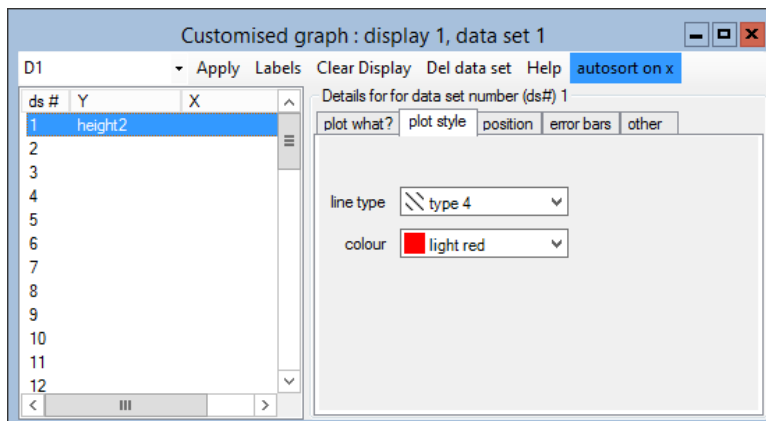 Customised graph : display 1, data set 1
D1 Apply Labels Clear Display Del data set Help autosort on x
ds # Y X
1 height2
2
3
4
5
6
7
8
9
10
11
12
Details for for data set number (ds#) 1
plot what? plot style position error bars other
line type type 4
colour light red